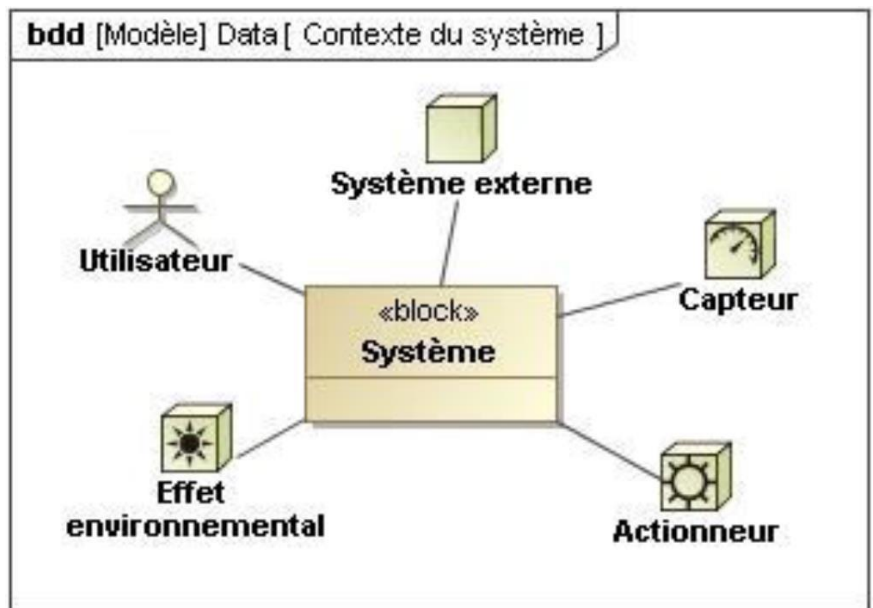 bdd [Modèle] Data [ Contexte du système ]
Système externe
Utilisateur
Capteur
«block»
Système
Effet
environnemental
Actionneur